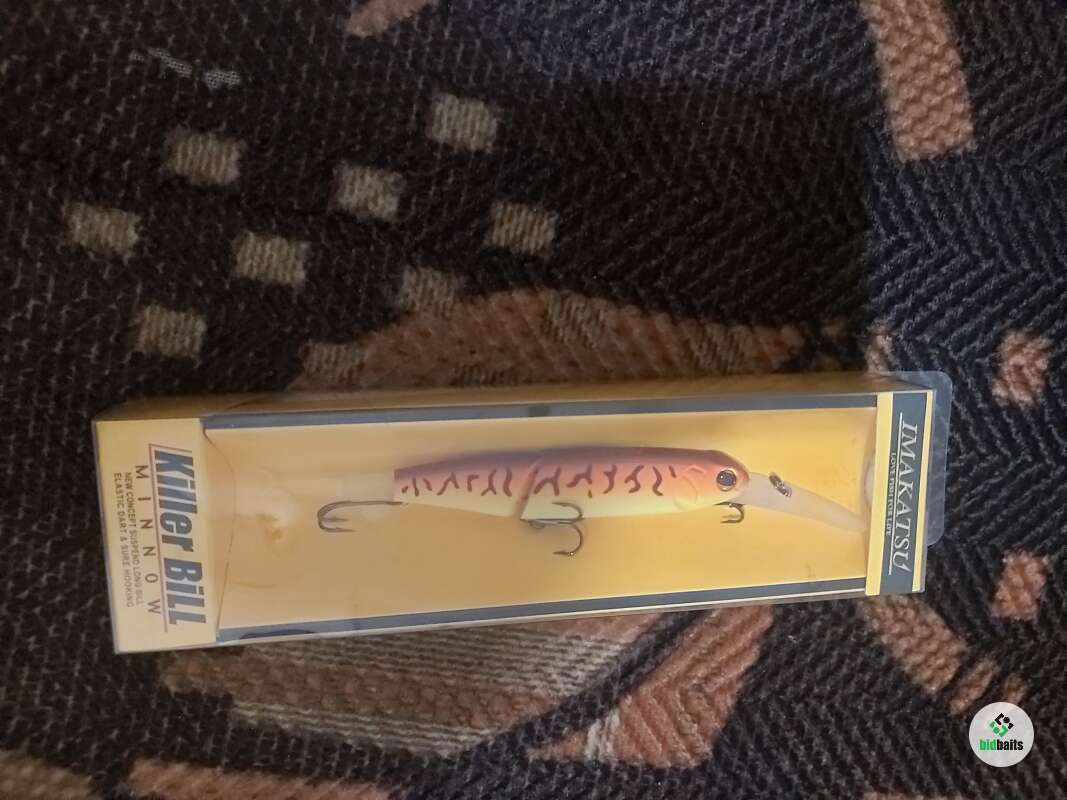 IMAKATSU
LOVE FISH FOR LIFE
Killer BiLL
MINNOW
NEW CONCEPT SUSPEND LONG BILL
ELASTIC DART & SURE HOOKING
bidbaits